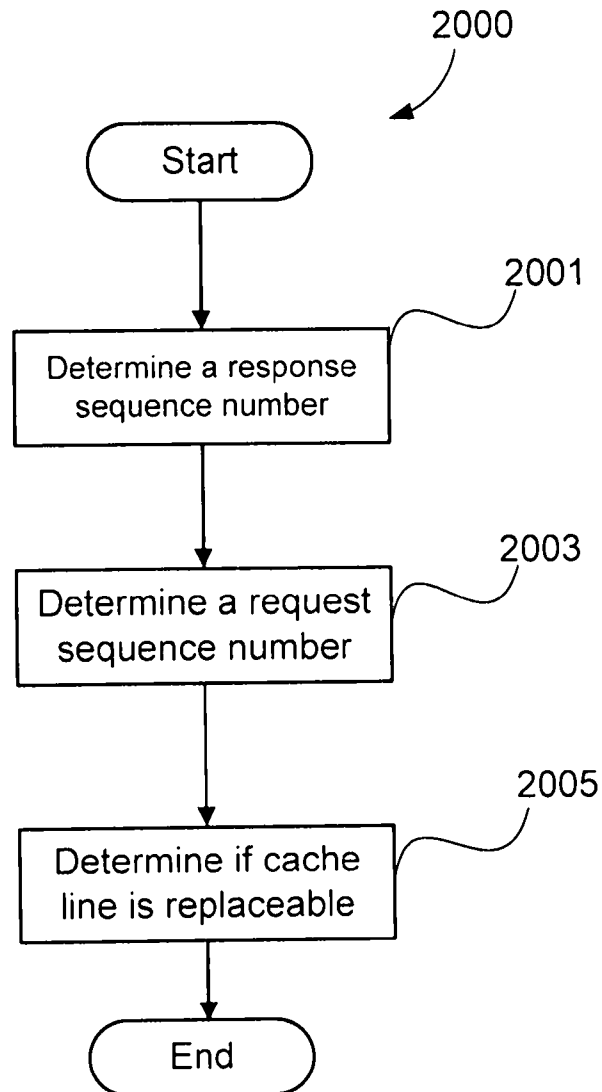 2000
Start
2001
Determine a response
sequence number
2003
Determine a request
sequence number
2005
Determine if cache
line is replaceable
End